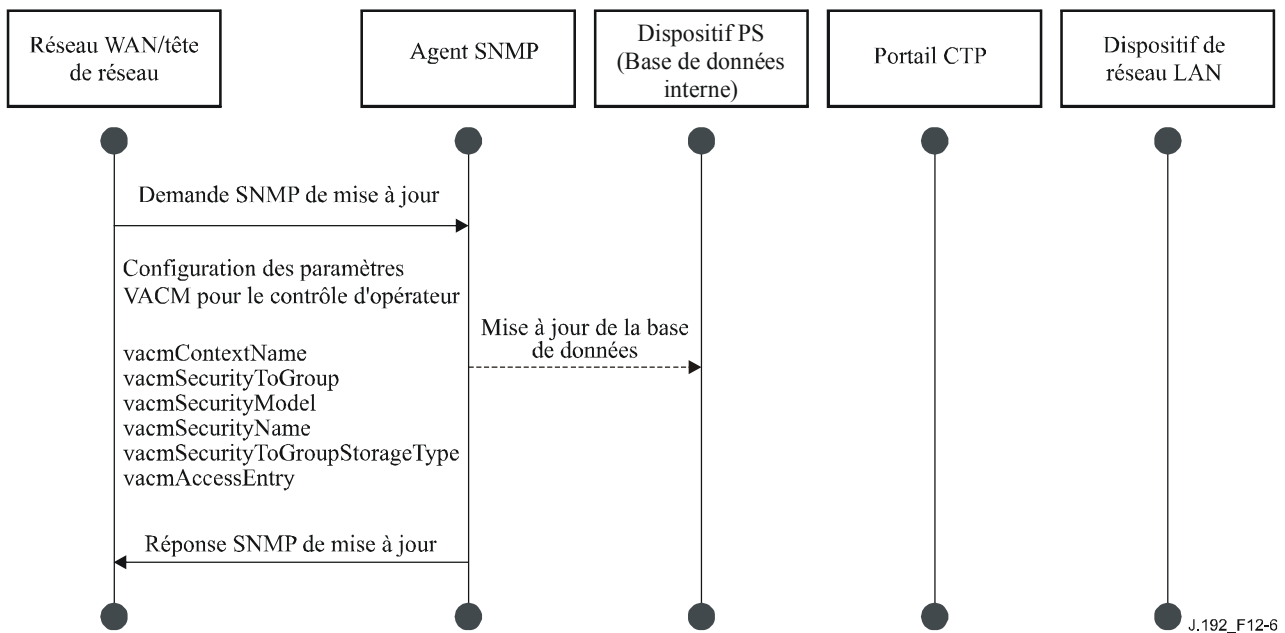 Réseau WAN/tête
de réseau
Agent SNMP
Dispositif PS
(Base de données
interne)
Portail CTP
Dispositif de
réseau LAN
Demande SNMP de mise à jour
Configuration des paramètres
VACM pour le contrôle d'opérateur
Mise à jour de la base
de données
vacmContextName
vacmSecurityToGroup
vacmSecurityModel
vacmSecurityName
vacmSecurityToGroupStorageType
vacmAccessEntry
Réponse SNMP de mise à jour
J.192_F12-6